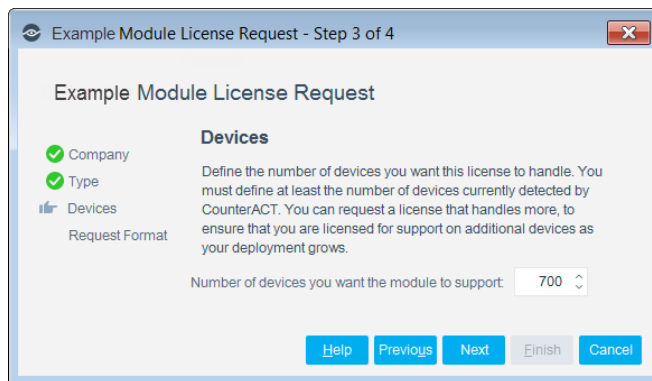 Example Module License Request - Step 3 of 4
Example Module License Request
Company
Type
Devices
Request Format
Devices
Define the number of devices you want this license to handle. You
must define at least the number of devices currently detected by
CounterACT. You can request a license that handles more, to
ensure that you are licensed for support on additional devices as
your deployment grows.
Number of devices you want the module to support: 700
Help Previous Next Finish Cancel